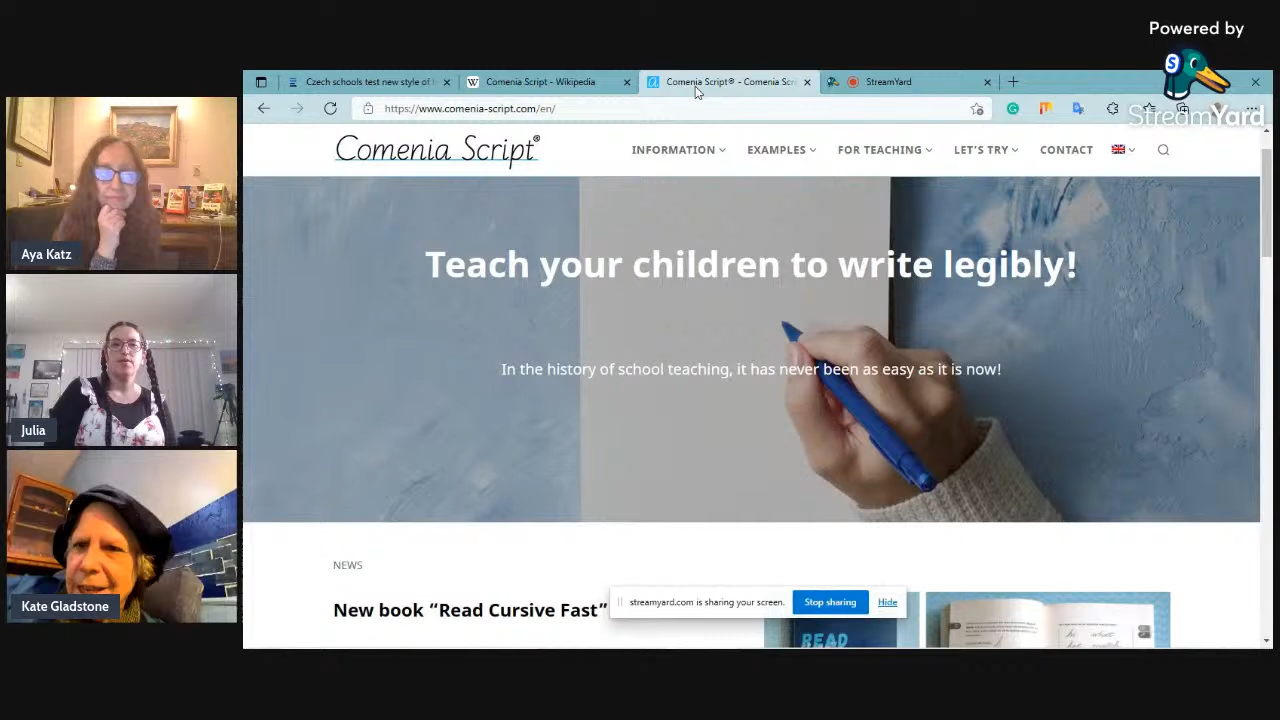 Powered by
StreamYard
Czech schools test new style of
Comenia Script - Wikipedia
Comenia Script® - Comenia Scr
StreamYard
https://www.comenia-script.com/en/
Comenia Script®
INFORMATION
EXAMPLES
FOR TEACHING
LET'S TRY
CONTACT
Teach your children to write legibly!
In the history of school teaching, it has never been as easy as it is now!
NEWS
New book “Read Cursive Fast”
streamyard.com is sharing your screen.
Stop sharing
Hide
READ
Aya Katz
Julia
Kate Gladstone